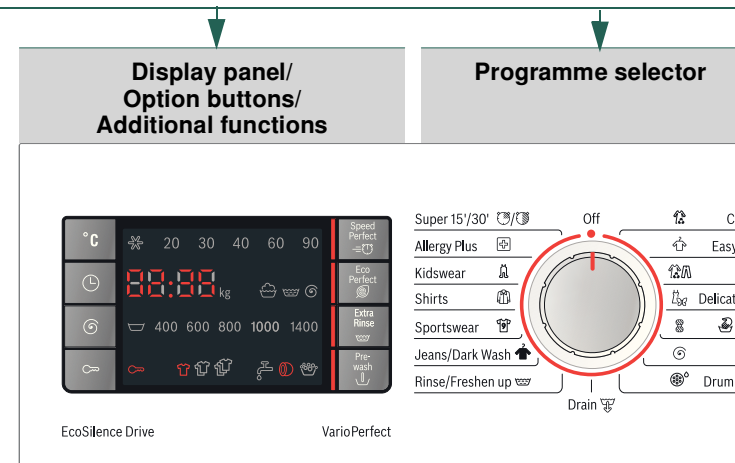 Display panel/
Option buttons/
Additional functions
Programme selector
°C
20 30 40 60 90
88:88 kg
400 600 800 1000 1400
Speed
Perfect
Eco
Perfect
Extra
Rinse
Pre-
wash
EcoSilence Drive
VarioPerfect
Super 15'/30'
Allergy Plus
Kidswear
Shirts
Sportswear
Jeans/Dark Wash
Rinse/Freshen up
Off
Drain
C
Easy
Delicat
Drum